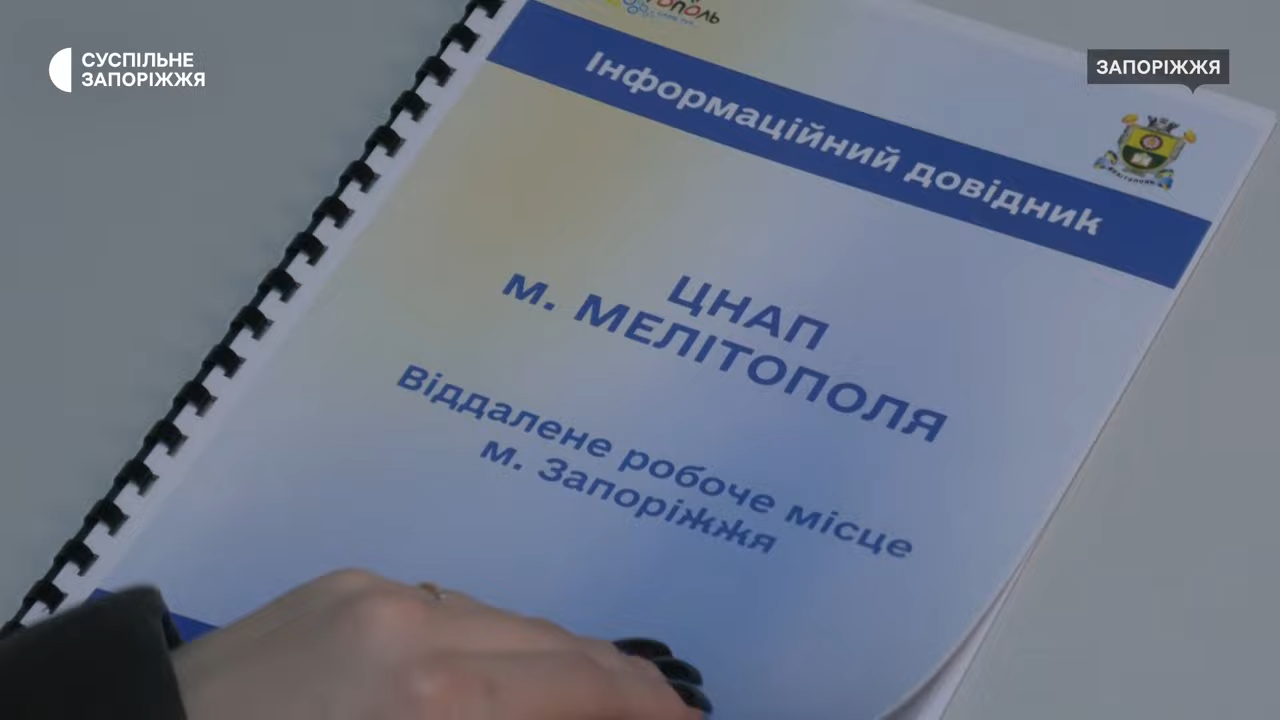 СУСПІЛЬНЕ
ЗАПОРІЖЖЯ
ЗАПОРІЖЖЯ
Інформаційний довідник
ЦНАП
м. МЕЛІТОПОЛЯ
Віддалене робоче місце
м. Запоріжжя